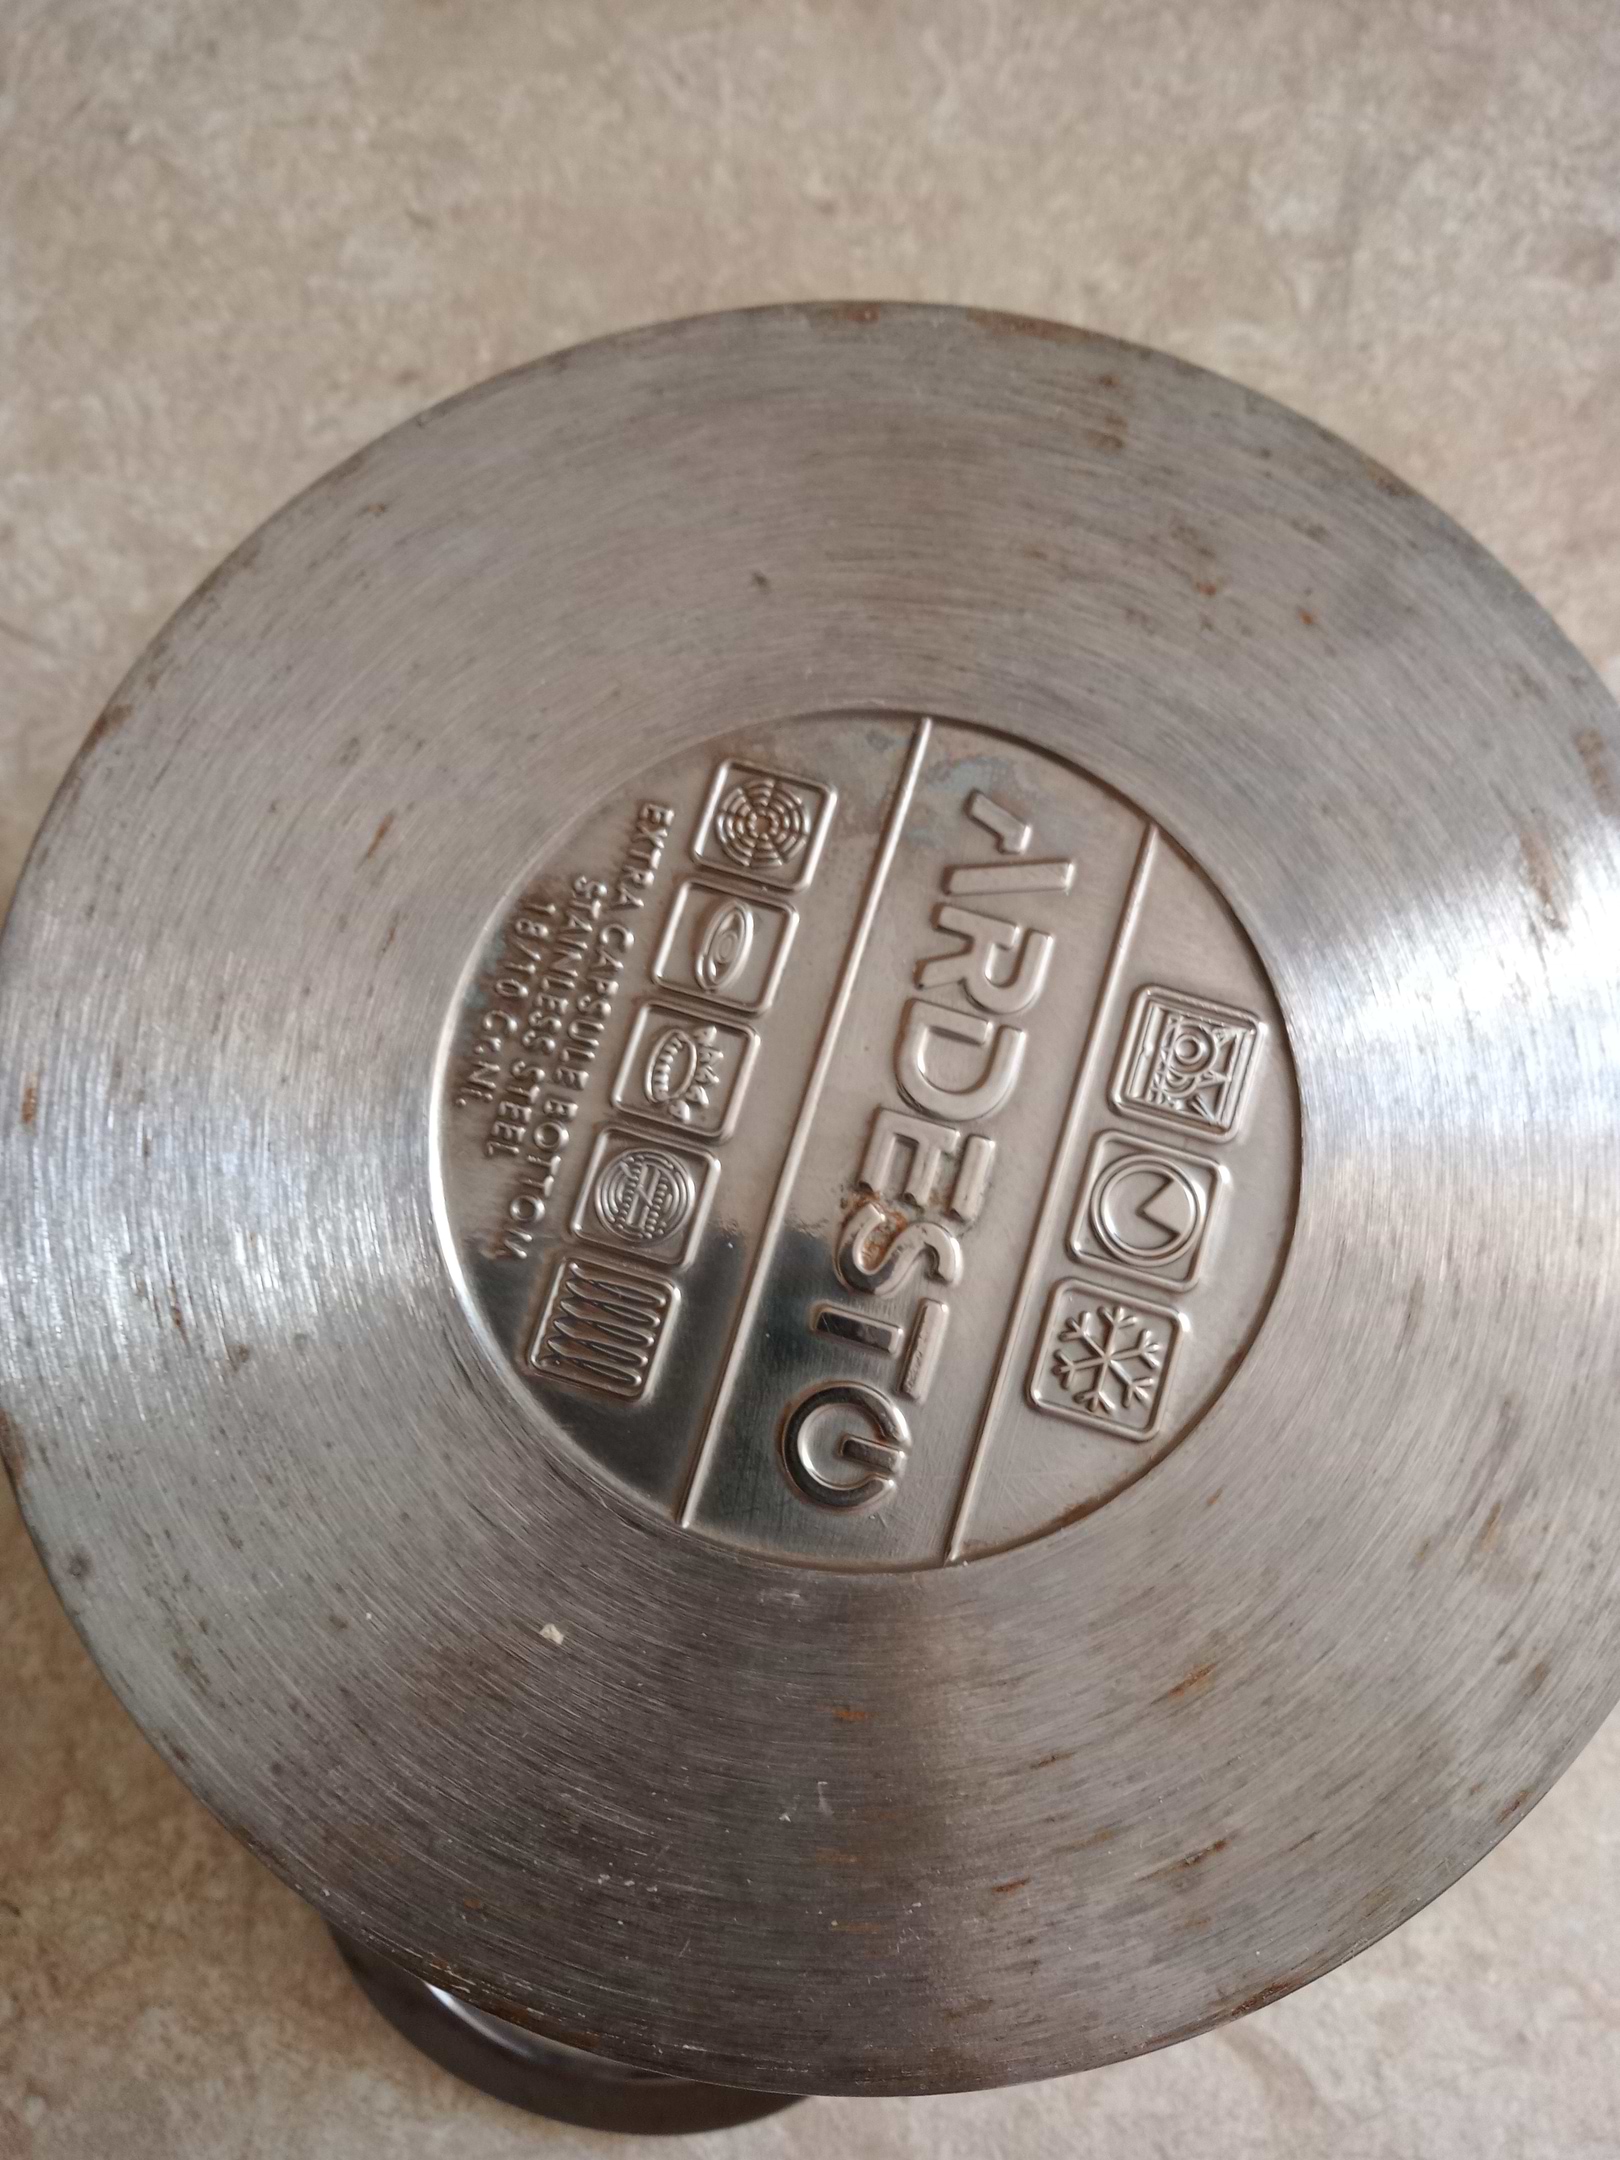 ARDESTO
EXTRA CAPSULE BOTTOM
STAINLESS STEEL
18/10 Cr.Ni.